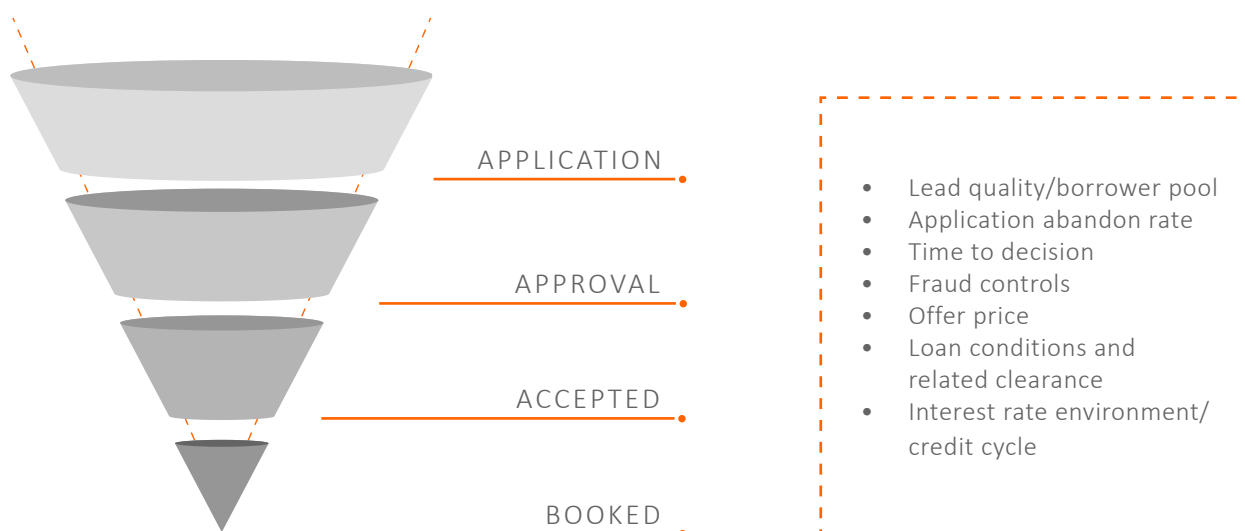 APPLICATION
APPROVAL
ACCEPTED
BOOKED
• Lead quality/borrower pool
• Application abandon rate
• Time to decision
• Fraud controls
• Offer price
• Loan conditions and
related clearance
• Interest rate environment/
credit cycle